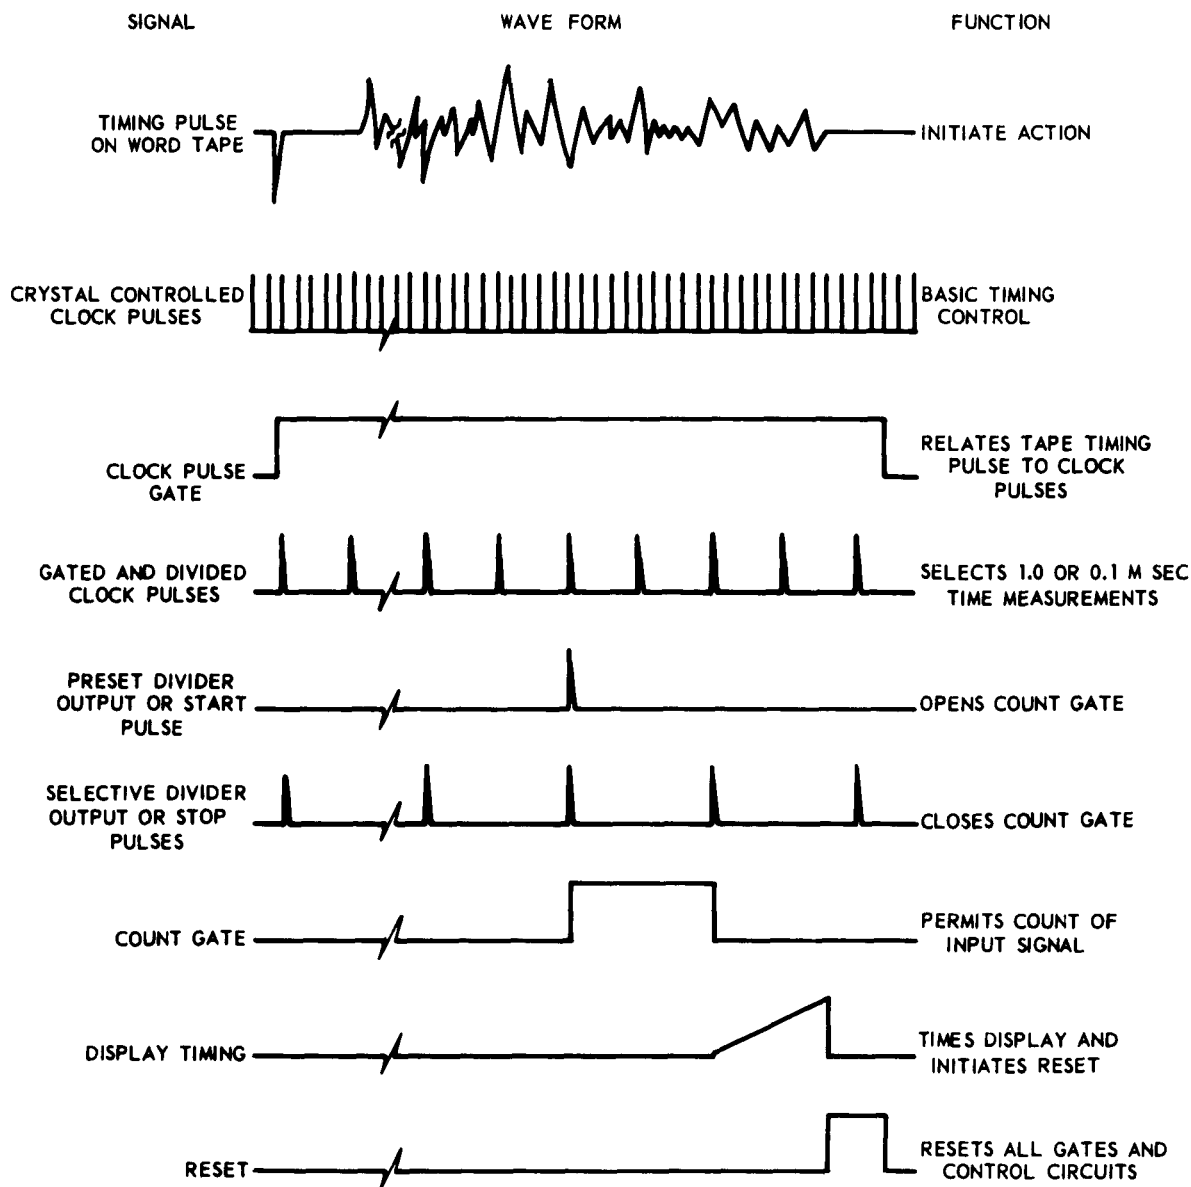 SIGNAL WAVE FORM FUNCTION
TIMING PULSE
ON WORD TAPE
INITIATE ACTION
CRYSTAL CONTROLLED
CLOCK PULSES
BASIC TIMING
CONTROL
CLOCK PULSE
GATE
RELATES TAPE TIMING
PULSE TO CLOCK
PULSES
GATED AND DIVIDED
CLOCK PULSES
SELECTS 1.0 OR 0.1 M SEC
TIME MEASUREMENTS
PRESET DIVIDER
OUTPUT OR START
PULSE
OPENS COUNT GATE
SELECTIVE DIVIDER
OUTPUT OR STOP
PULSES
CLOSES COUNT GATE
COUNT GATE
PERMITS COUNT OF
INPUT SIGNAL
DISPLAY TIMING
TIMES DISPLAY AND
INITIATES RESET
RESET
RESETS ALL GATES AND
CONTROL CIRCUITS